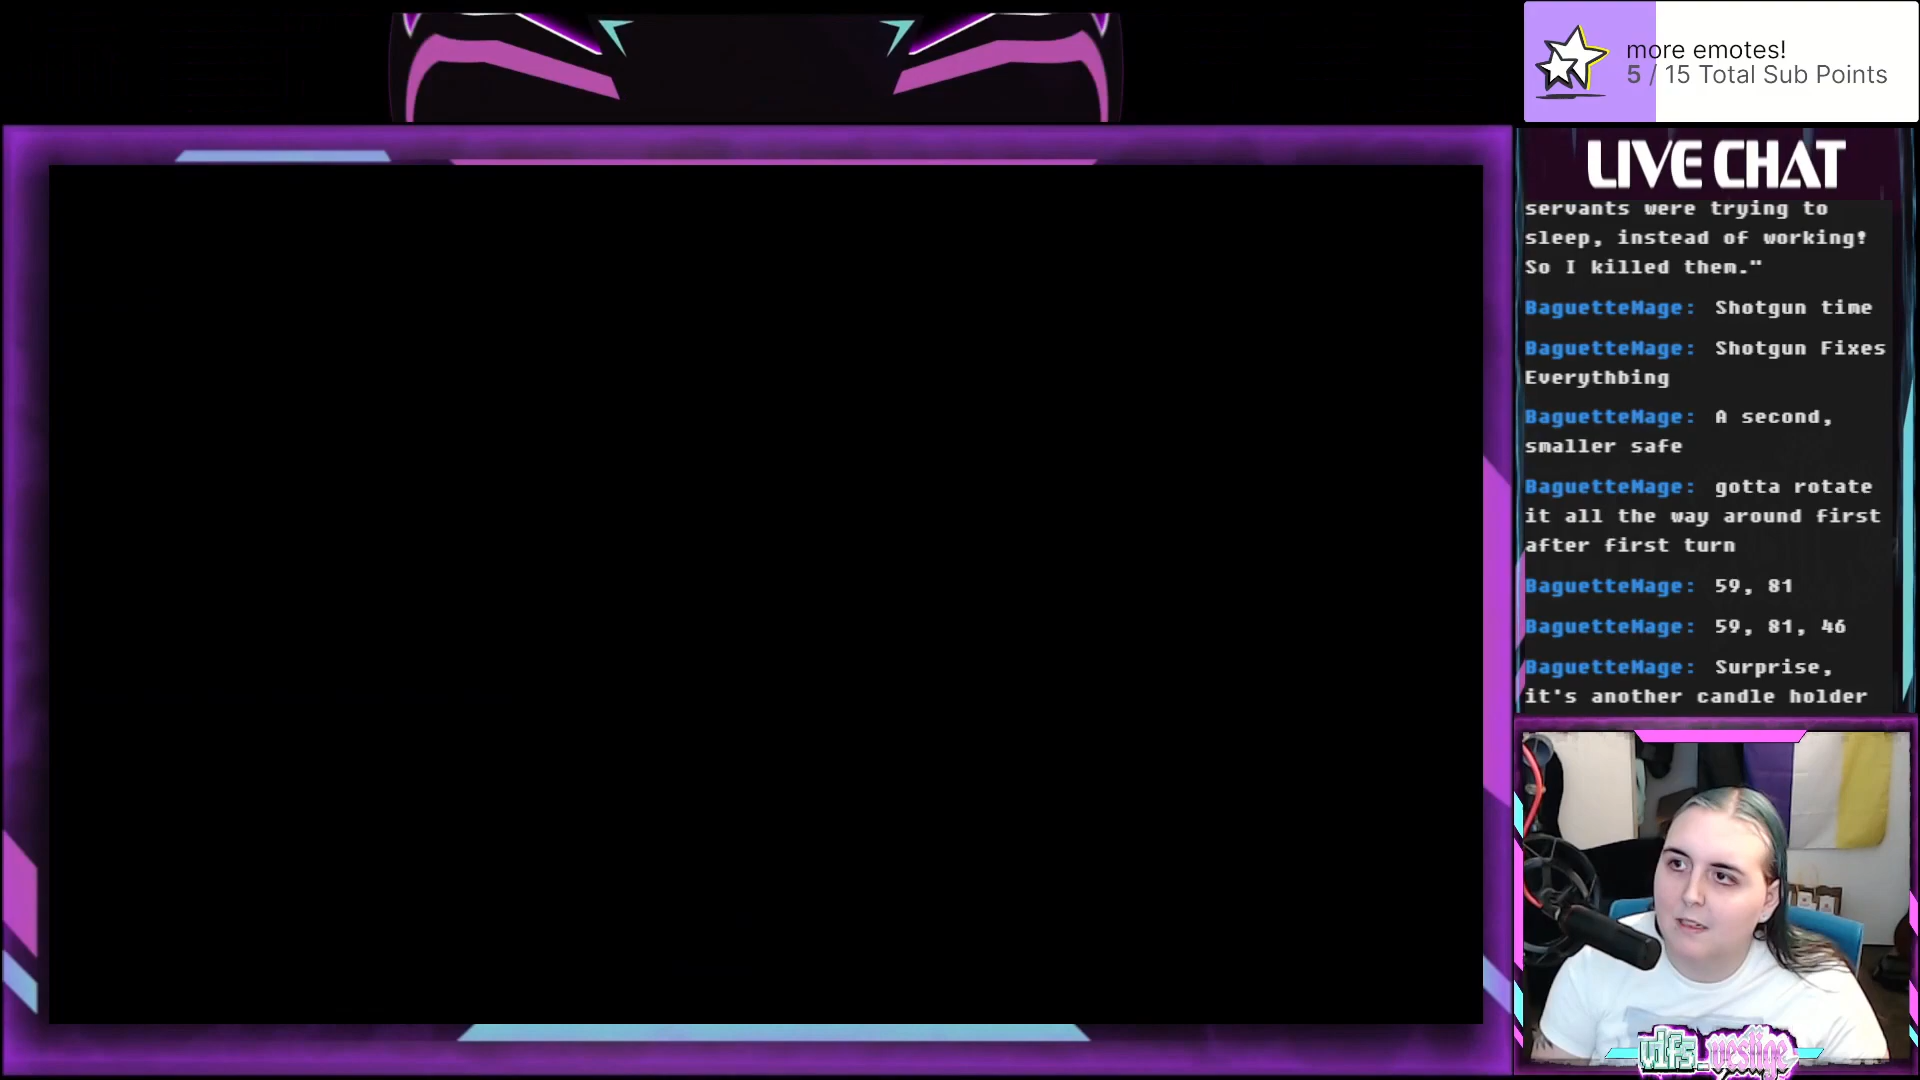 more emotes!
5 / 15 Total Sub Points
LIVE CHAT
servants were trying to
sleep, instead of working!
So I killed them."
BaguetteMage: Shotgun time
BaguetteMage: Shotgun Fixes
Everythbing
BaguetteMage: A second,
smaller safe
BaguetteMage: gotta rotate
it all the way around first
after first turn
BaguetteMage: 59, 81
BaguetteMage: 59, 81, 46
BaguetteMage: Surprise,
it's another candle holder
vlfs_vestige